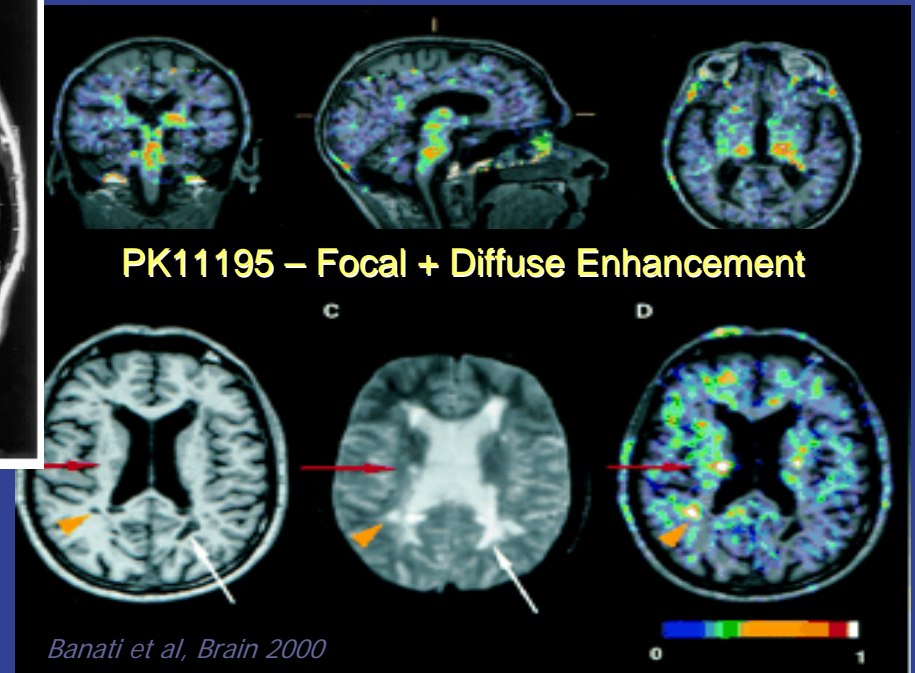 PK11195 – Focal + Diffuse Enhancement
C
D
Banati et al, Brain 2000
0
1